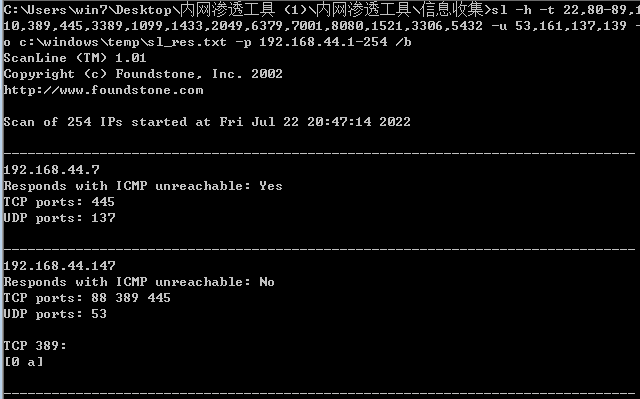 C:\Users\win7\Desktop\内网渗透工具 (1)\内网渗透工具\信息收集>sl -h -t 22,80-89,1
10,389,445,3389,1099,1433,2049,6379,7001,8080,1521,3306,5432 -u 53,161,137,139 -
o c:\windows\temp\sl_res.txt -p 192.168.44.1-254 /b
ScanLine (TM) 1.01
Copyright (c) Foundstone, Inc. 2002
http://www.foundstone.com
Scan of 254 IPs started at Fri Jul 22 20:47:14 2022
-------------------------------------------------------------------------------
192.168.44.7
Responds with ICMP unreachable: Yes
TCP ports: 445
UDP ports: 137
-------------------------------------------------------------------------------
192.168.44.147
Responds with ICMP unreachable: No
TCP ports: 88 389 445
UDP ports: 53
TCP 389:
[0 a]
-------------------------------------------------------------------------------